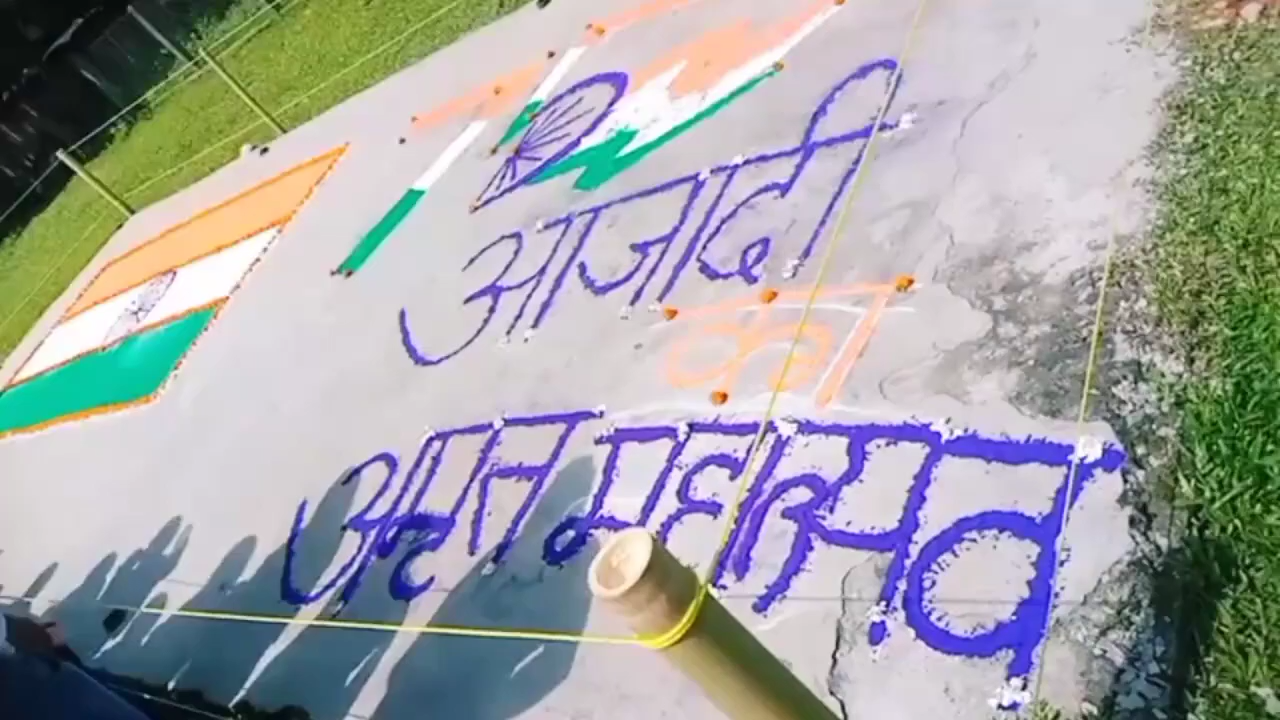 आजादी
का
अमृत महात्सव